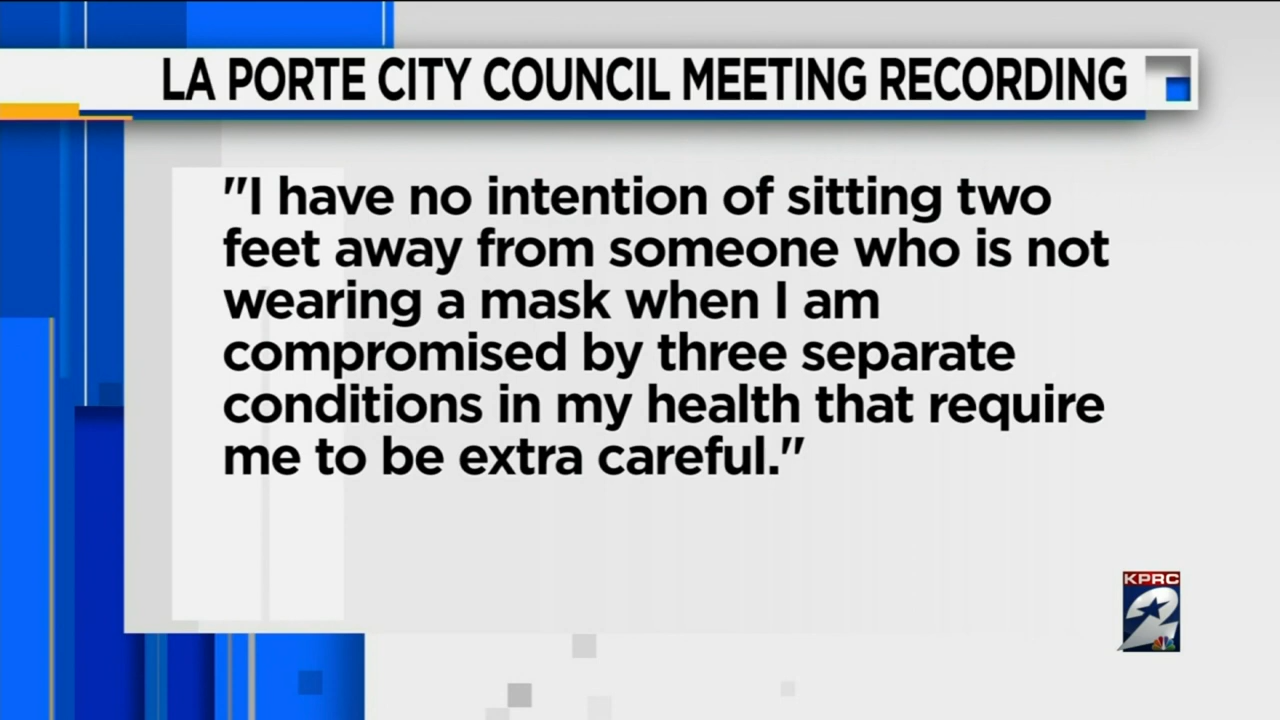 LA PORTE CITY COUNCIL MEETING RECORDING
"I have no intention of sitting two
feet away from someone who is not
wearing a mask when I am
compromised by three separate
conditions in my health that require
me to be extra careful."
KPRC
2